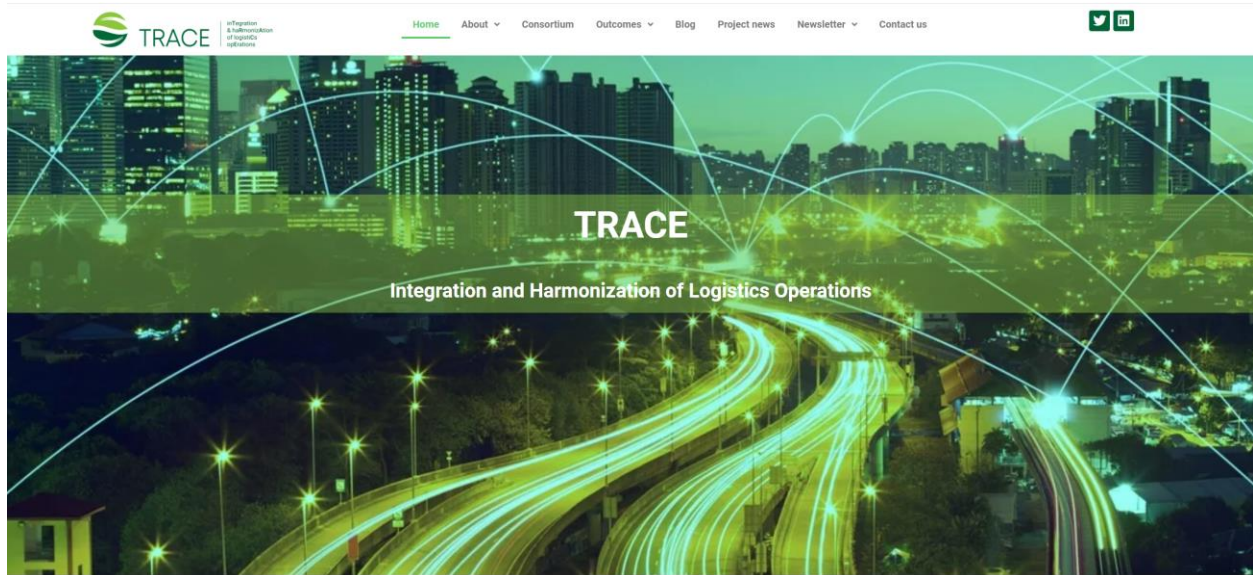 TRACE
inTegration
& haRmonizAtion
of logistiCs
opErations
Home About Consortium Outcomes Blog Project news Newsletter Contact us
TRACE
Integration and Harmonization of Logistics Operations